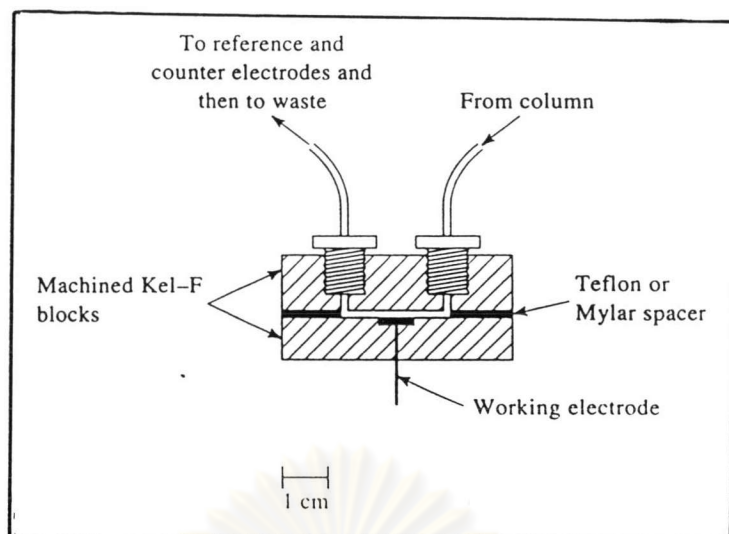 To reference and
counter electrodes and
then to waste
From column
Machined Kel–F
blocks
Teflon or
Mylar spacer
Working electrode
1 cm